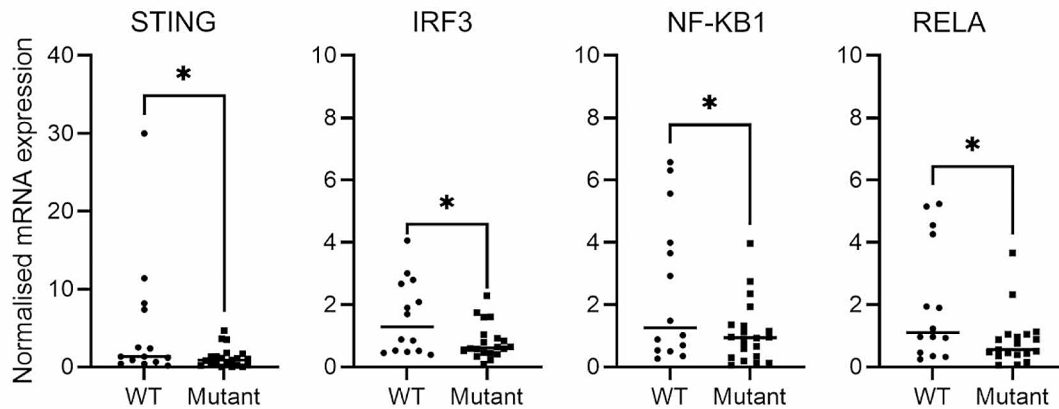 STING IRF3 NF-KB1 RELA
Normalised mRNA expression
40 10 10 10
* * * *
30 8 8 8
20 6 6 6
10 4 4 4
2 2 2
0 0 0 0
WT Mutant WT Mutant WT Mutant WT Mutant